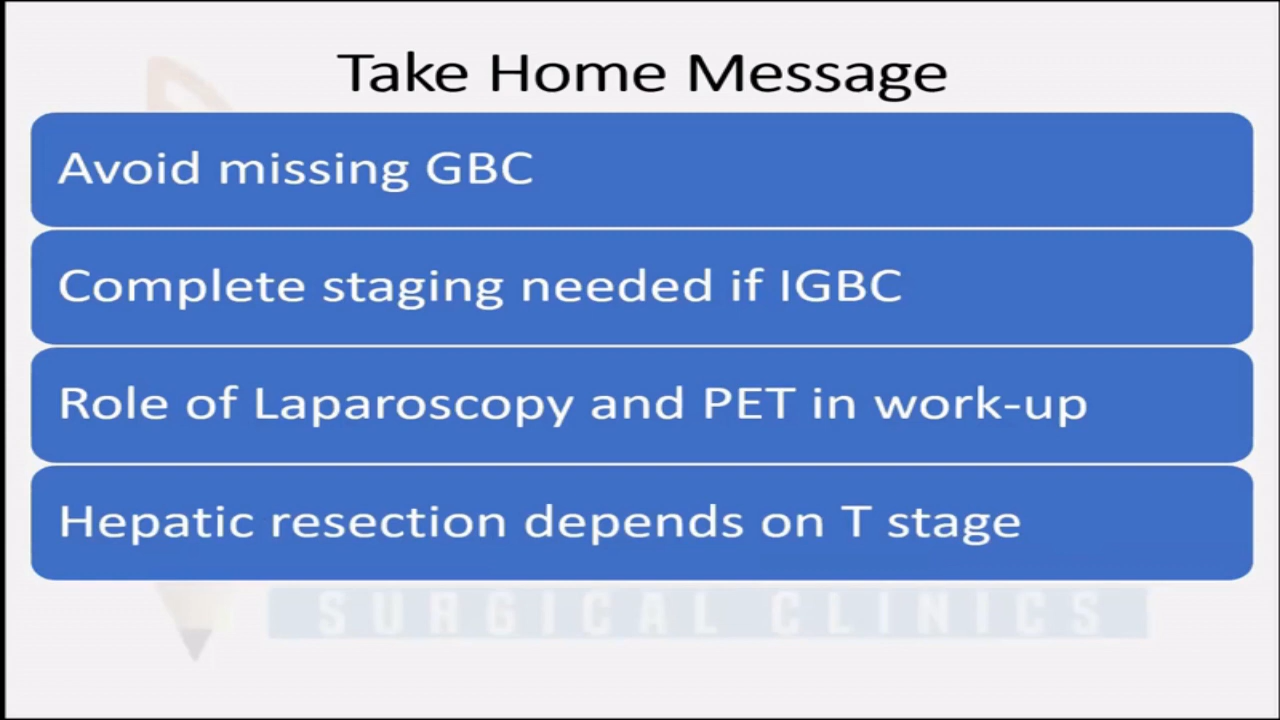 Take Home Message
Avoid missing GBC
Complete staging needed if IGBC
Role of Laparoscopy and PET in work-up
Hepatic resection depends on T stage
SURGICAL CLINICS